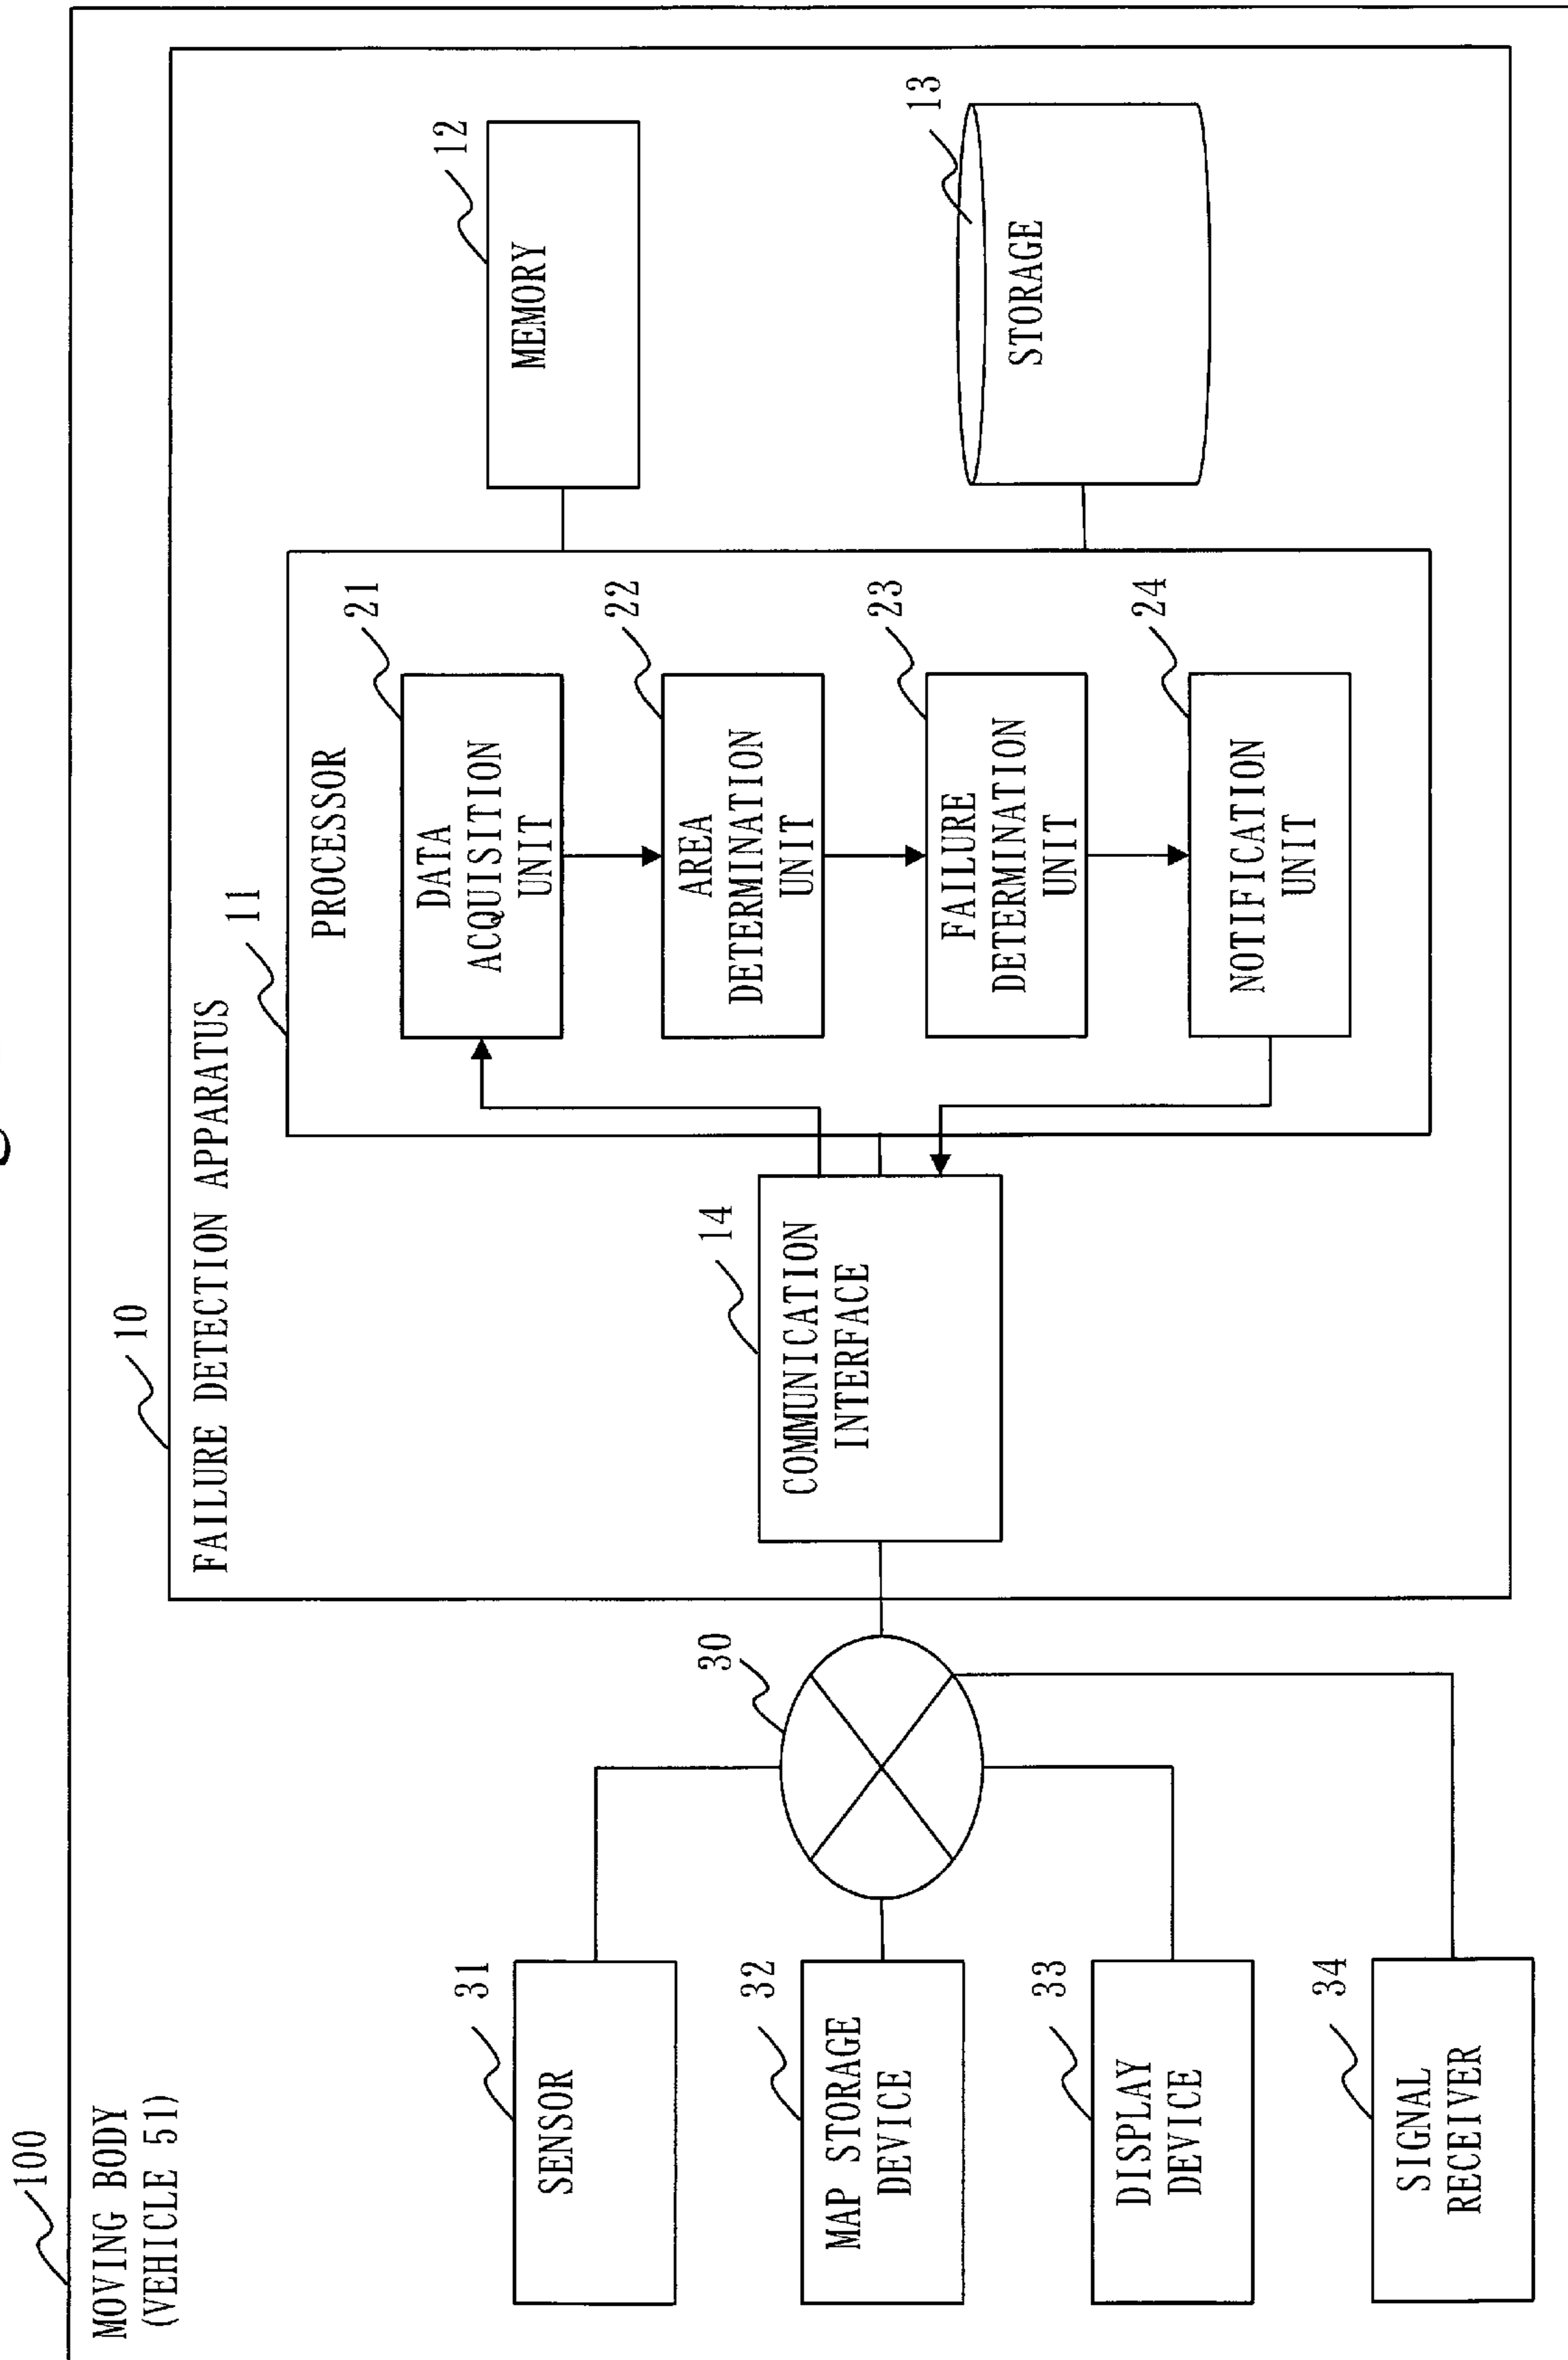 100
MOVING BODY
(VEHICLE 51)
10
FAILURE DETECTION APPARATUS
11
PROCESSOR
21
DATA
ACQUISITION
UNIT
22
AREA
DETERMINATION
UNIT
23
FAILURE
DETERMINATION
UNIT
24
NOTIFICATION
UNIT
12
MEMORY
13
STORAGE
14
COMMUNICATION
INTERFACE
30
31
SENSOR
32
MAP STORAGE
DEVICE
33
DISPLAY
DEVICE
34
SIGNAL
RECEIVER